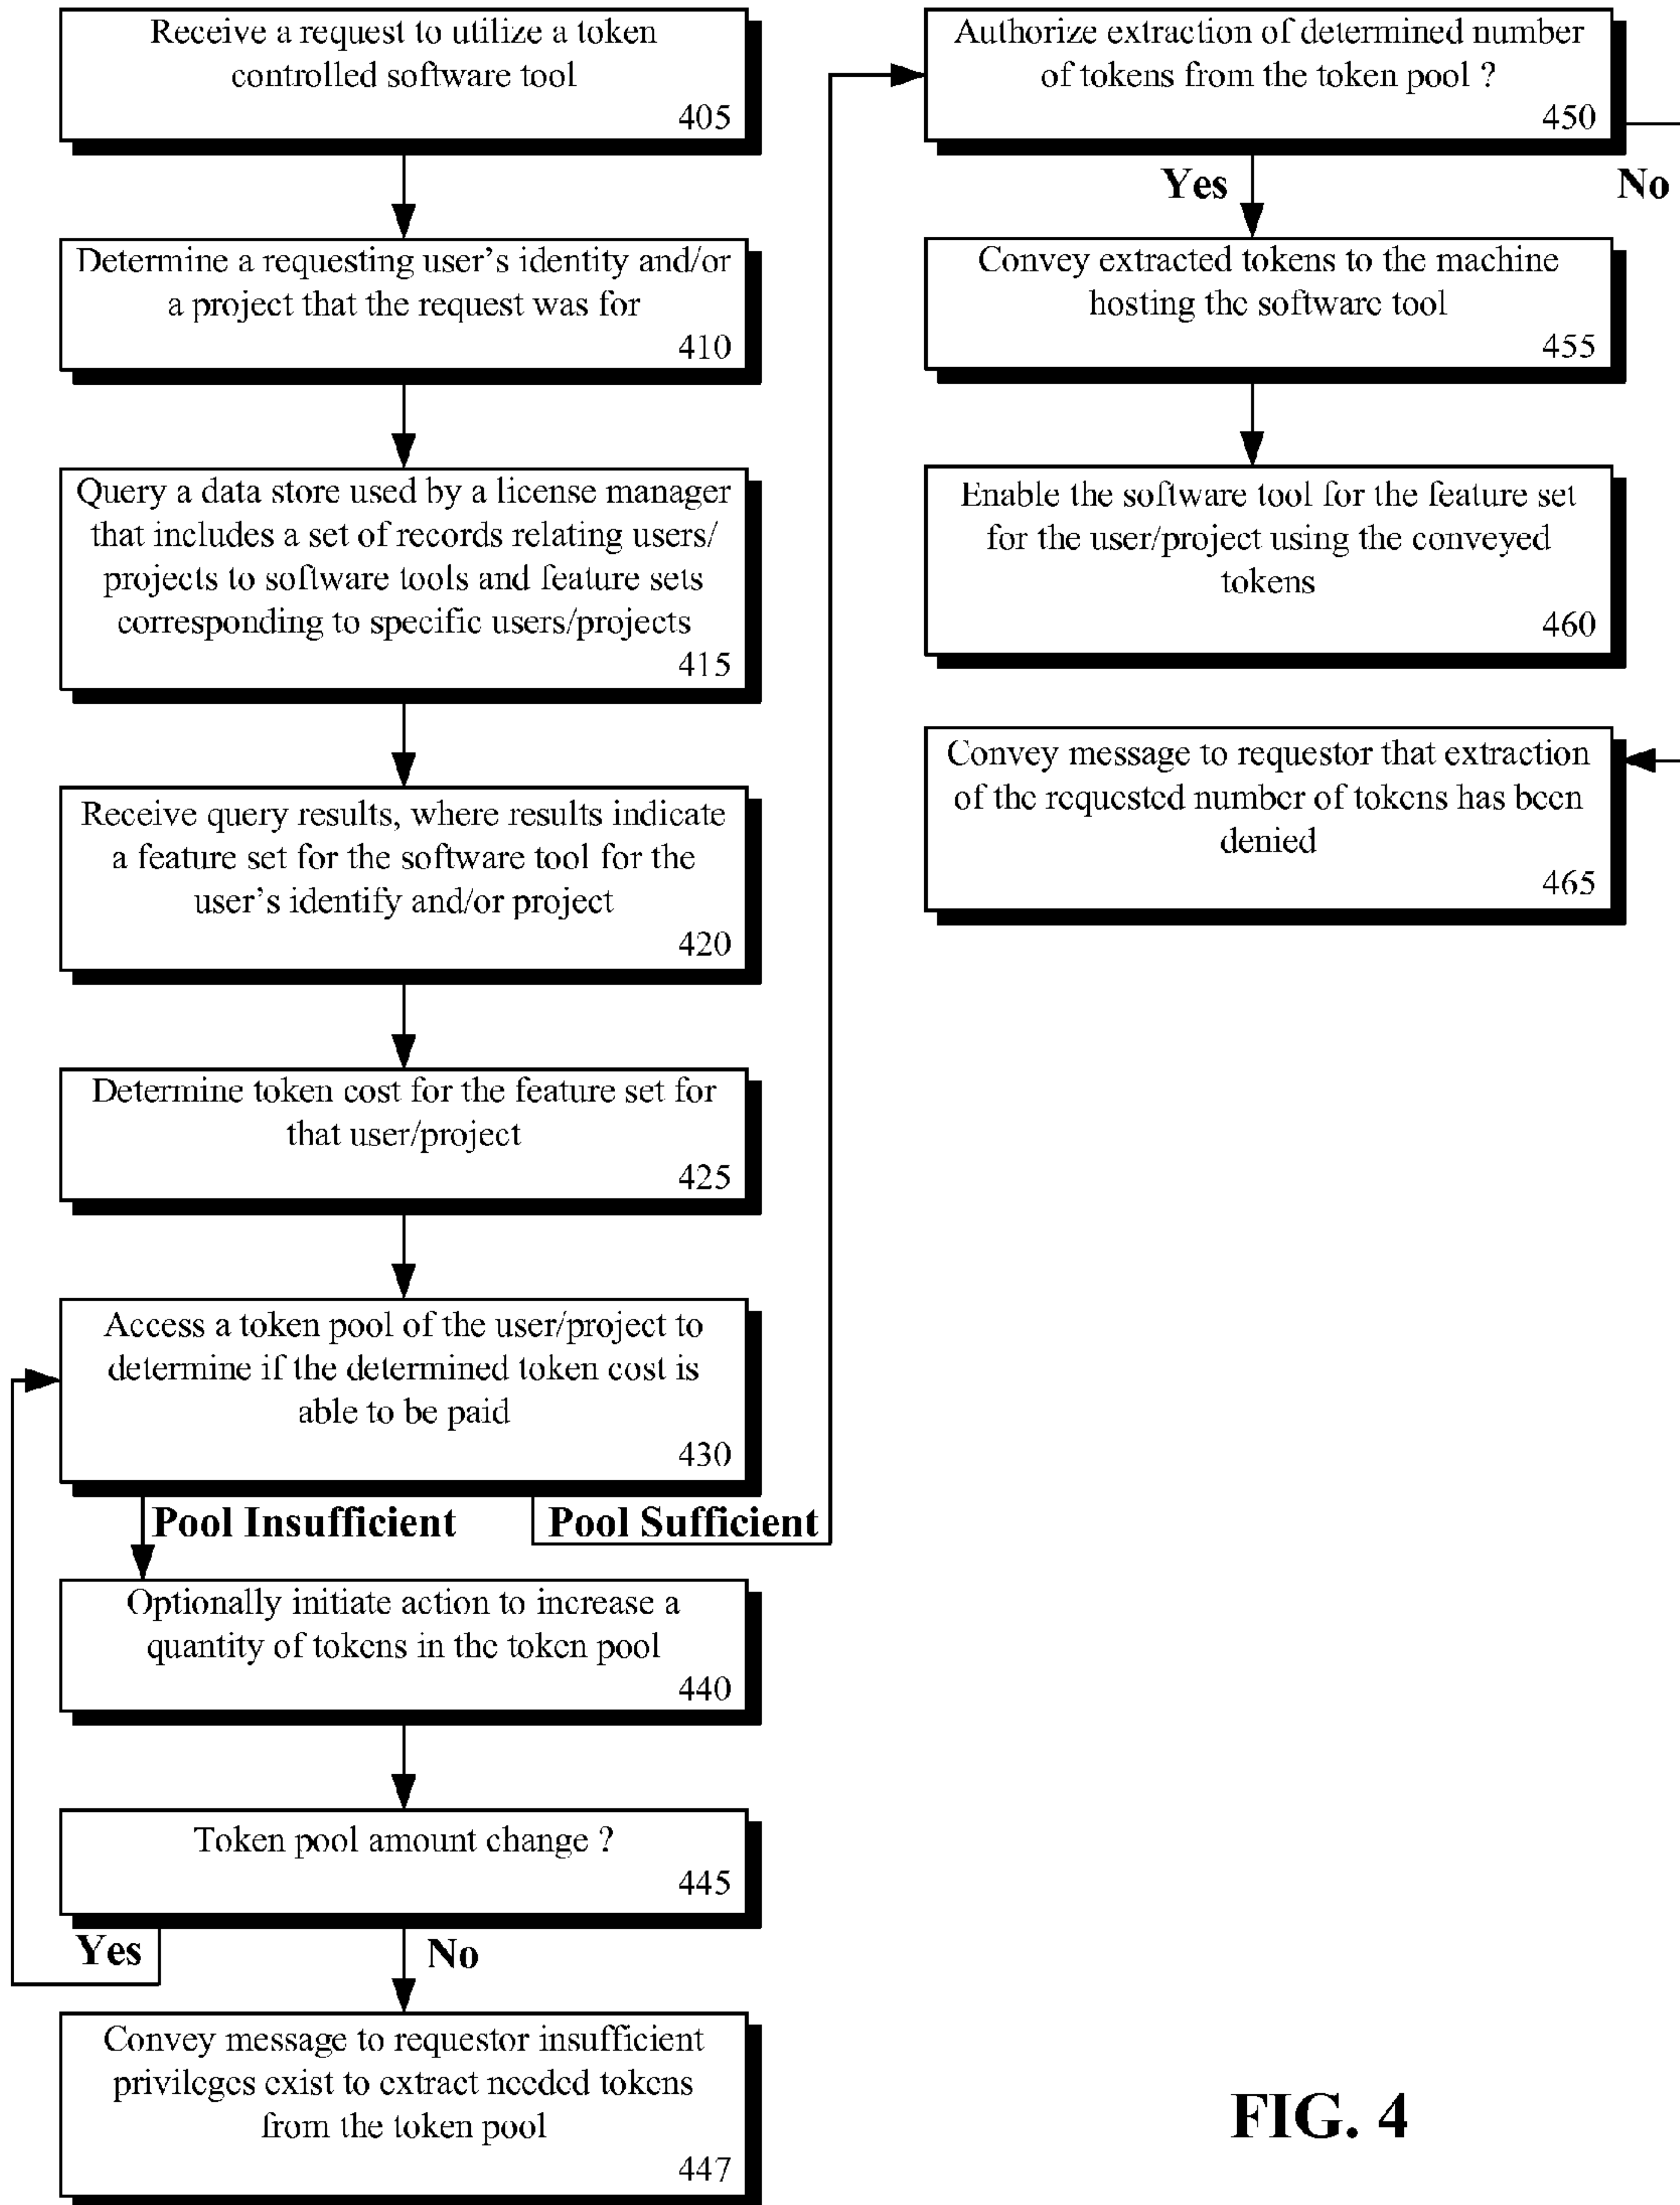 Receive a request to utilize a token
controlled software tool
405
Determine a requesting user's identity and/or
a project that the request was for
410
Query a data store used by a license manager
that includes a set of records relating users/
projects to software tools and feature sets
corresponding to specific users/projects
415
Receive query results, where results indicate
a feature set for the software tool for the
user's identify and/or project
420
Determine token cost for the feature set for
that user/project
425
Access a token pool of the user/project to
determine if the determined token cost is
able to be paid
430
Pool Insufficient
Pool Sufficient
Optionally initiate action to increase a
quantity of tokens in the token pool
440
Token pool amount change ?
445
Yes
No
Convey message to requestor insufficient
privileges exist to extract needed tokens
from the token pool
447
Authorize extraction of determined number
of tokens from the token pool ?
450
Yes
No
Convey extracted tokens to the machine
hosting the software tool
455
Enable the software tool for the feature set
for the user/project using the conveyed
tokens
460
Convey message to requestor that extraction
of the requested number of tokens has been
denied
465
FIG. 4